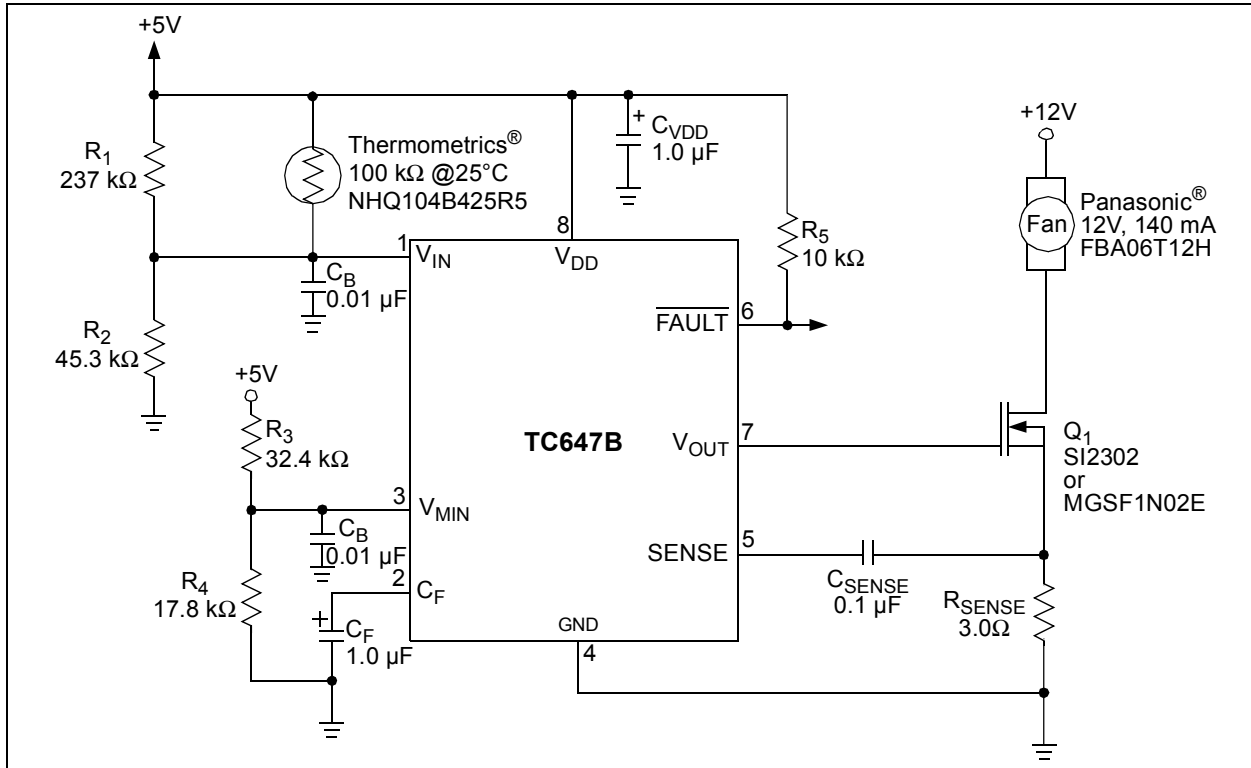 +5V
R1
237 kΩ
Thermometrics®
100 kΩ @25°C
NHQ104B425R5
+
CVDD
1.0 µF
+12V
Fan
Panasonic®
12V, 140 mA
FBA06T12H
R5
10 kΩ
1
VIN
8
VDD
CB
0.01 µF
FAULT
6
R2
45.3 kΩ
+5V
R3
32.4 kΩ
TC647B
VOUT
7
Q1
SI2302
or
MGSF1N02E
3
VMIN
CB
0.01 µF
SENSE
5
CSENSE
0.1 µF
RSENSE
3.0Ω
R4
17.8 kΩ
2
CF
+
CF
1.0 µF
GND
4